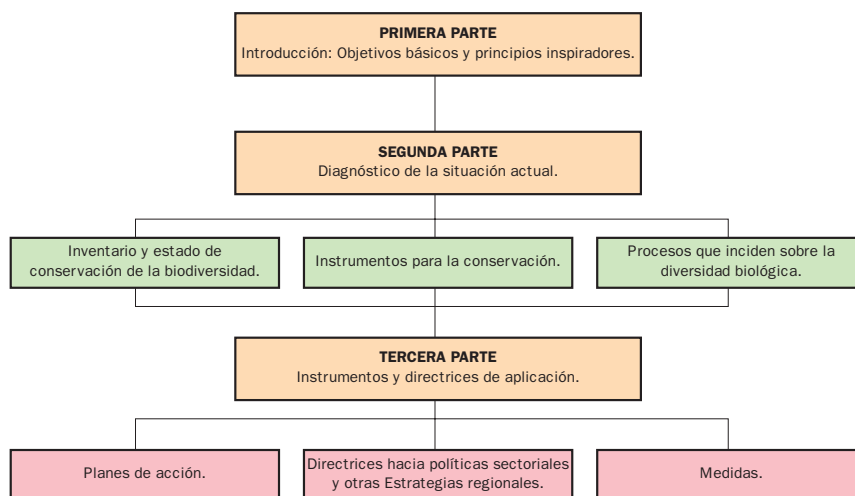 PRIMERA PARTE
Introducción: Objetivos básicos y principios inspiradores.
SEGUNDA PARTE
Diagnóstico de la situación actual.
Inventario y estado de
conservación de la biodiversidad.
Instrumentos para la conservación.
Procesos que inciden sobre la
diversidad biológica.
TERCERA PARTE
Instrumentos y directrices de aplicación.
Planes de acción.
Directrices hacia políticas sectoriales
y otras Estrategias regionales.
Medidas.